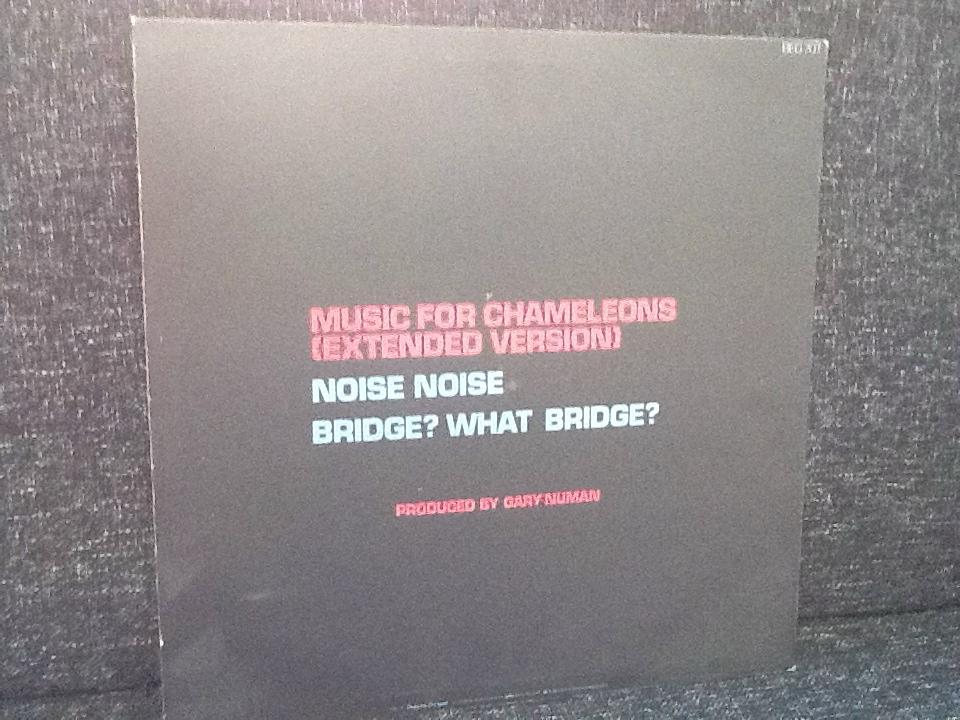 MUSIC FOR CHAMELEONS
(EXTENDED VERSION)
NOISE NOISE
BRIDGE? WHAT BRIDGE?
PRODUCED BY GARY NUMAN